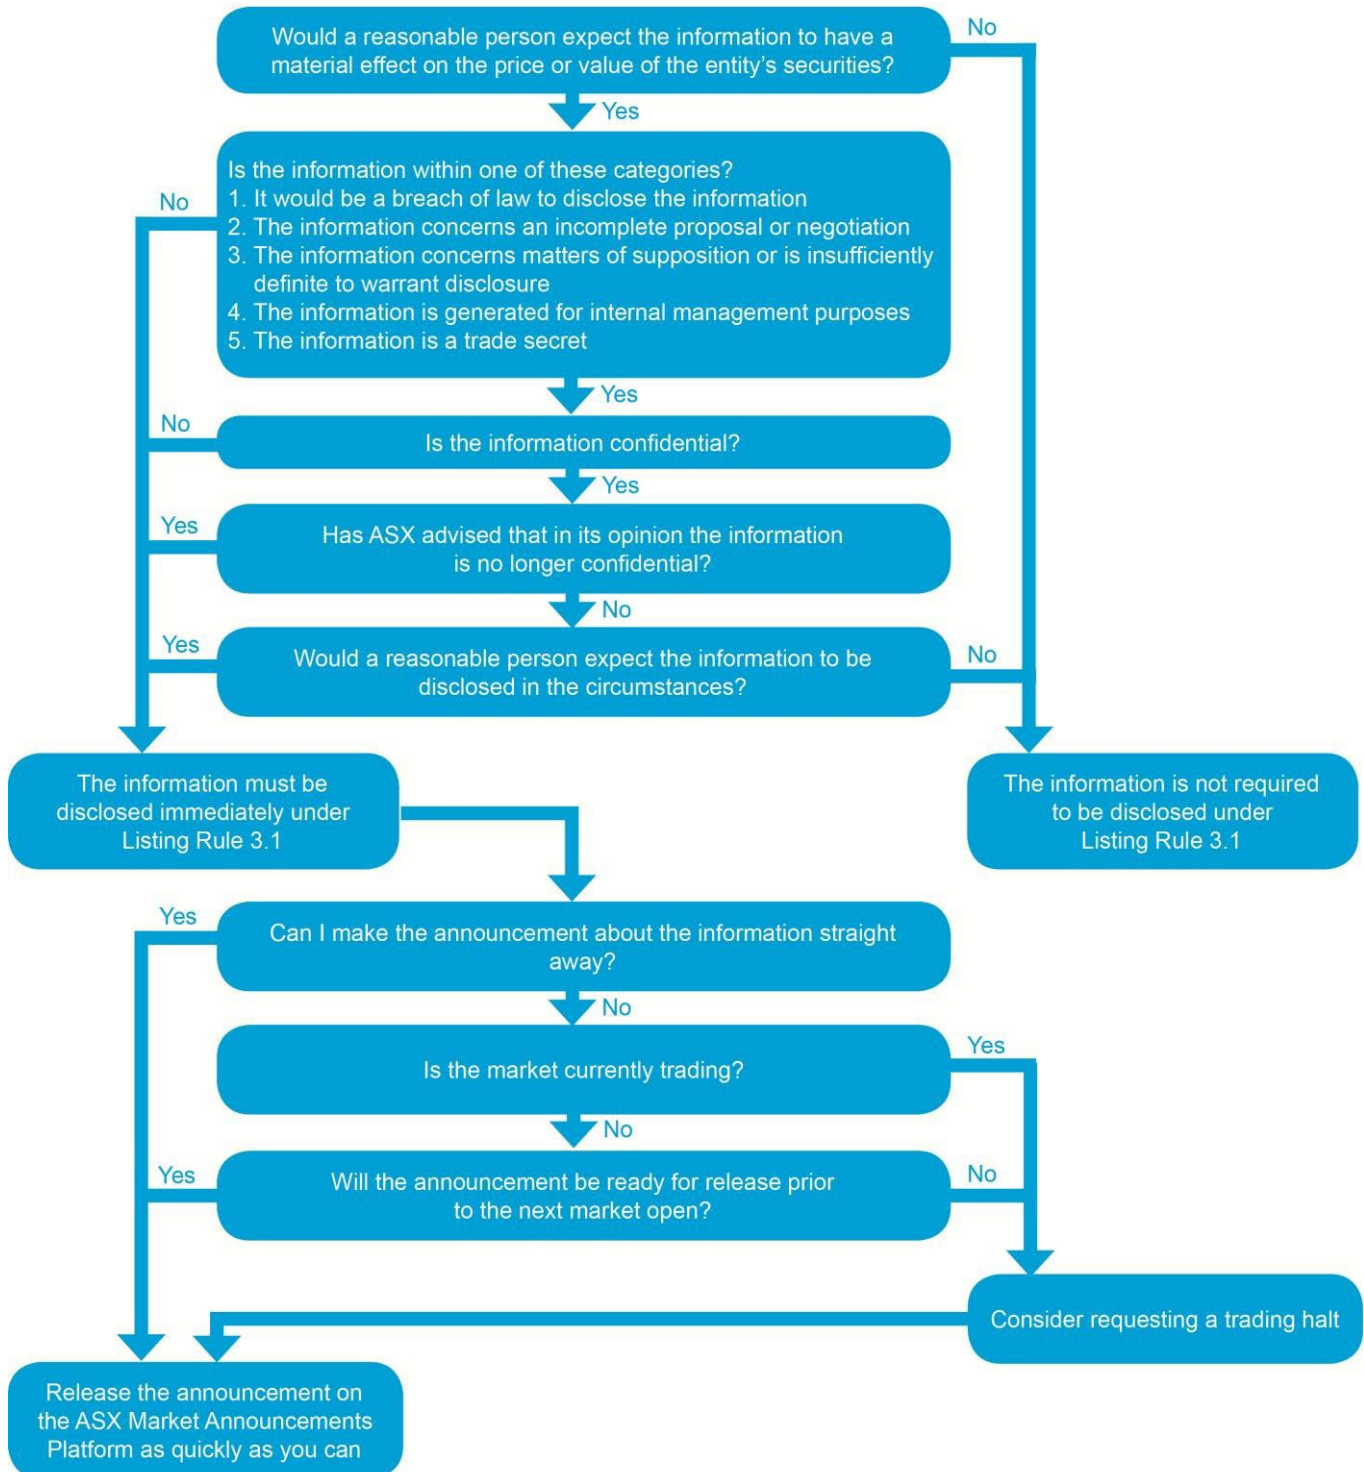 Would a reasonable person expect the information to have a
material effect on the price or value of the entity's securities?
No
Yes
Is the information within one of these categories?
1. It would be a breach of law to disclose the information
2. The information concerns an incomplete proposal or negotiation
3. The information concerns matters of supposition or is insufficiently
definite to warrant disclosure
4. The information is generated for internal management purposes
5. The information is a trade secret
No
Yes
Is the information confidential?
No
Yes
Has ASX advised that in its opinion the information
is no longer confidential?
Yes
No
Would a reasonable person expect the information to be
disclosed in the circumstances?
Yes
No
The information must be
disclosed immediately under
Listing Rule 3.1
The information is not required
to be disclosed under
Listing Rule 3.1
Can I make the announcement about the information straight
away?
Yes
No
Is the market currently trading?
Yes
No
Will the announcement be ready for release prior
to the next market open?
Yes
No
Consider requesting a trading halt
Release the announcement on
the ASX Market Announcements
Platform as quickly as you can